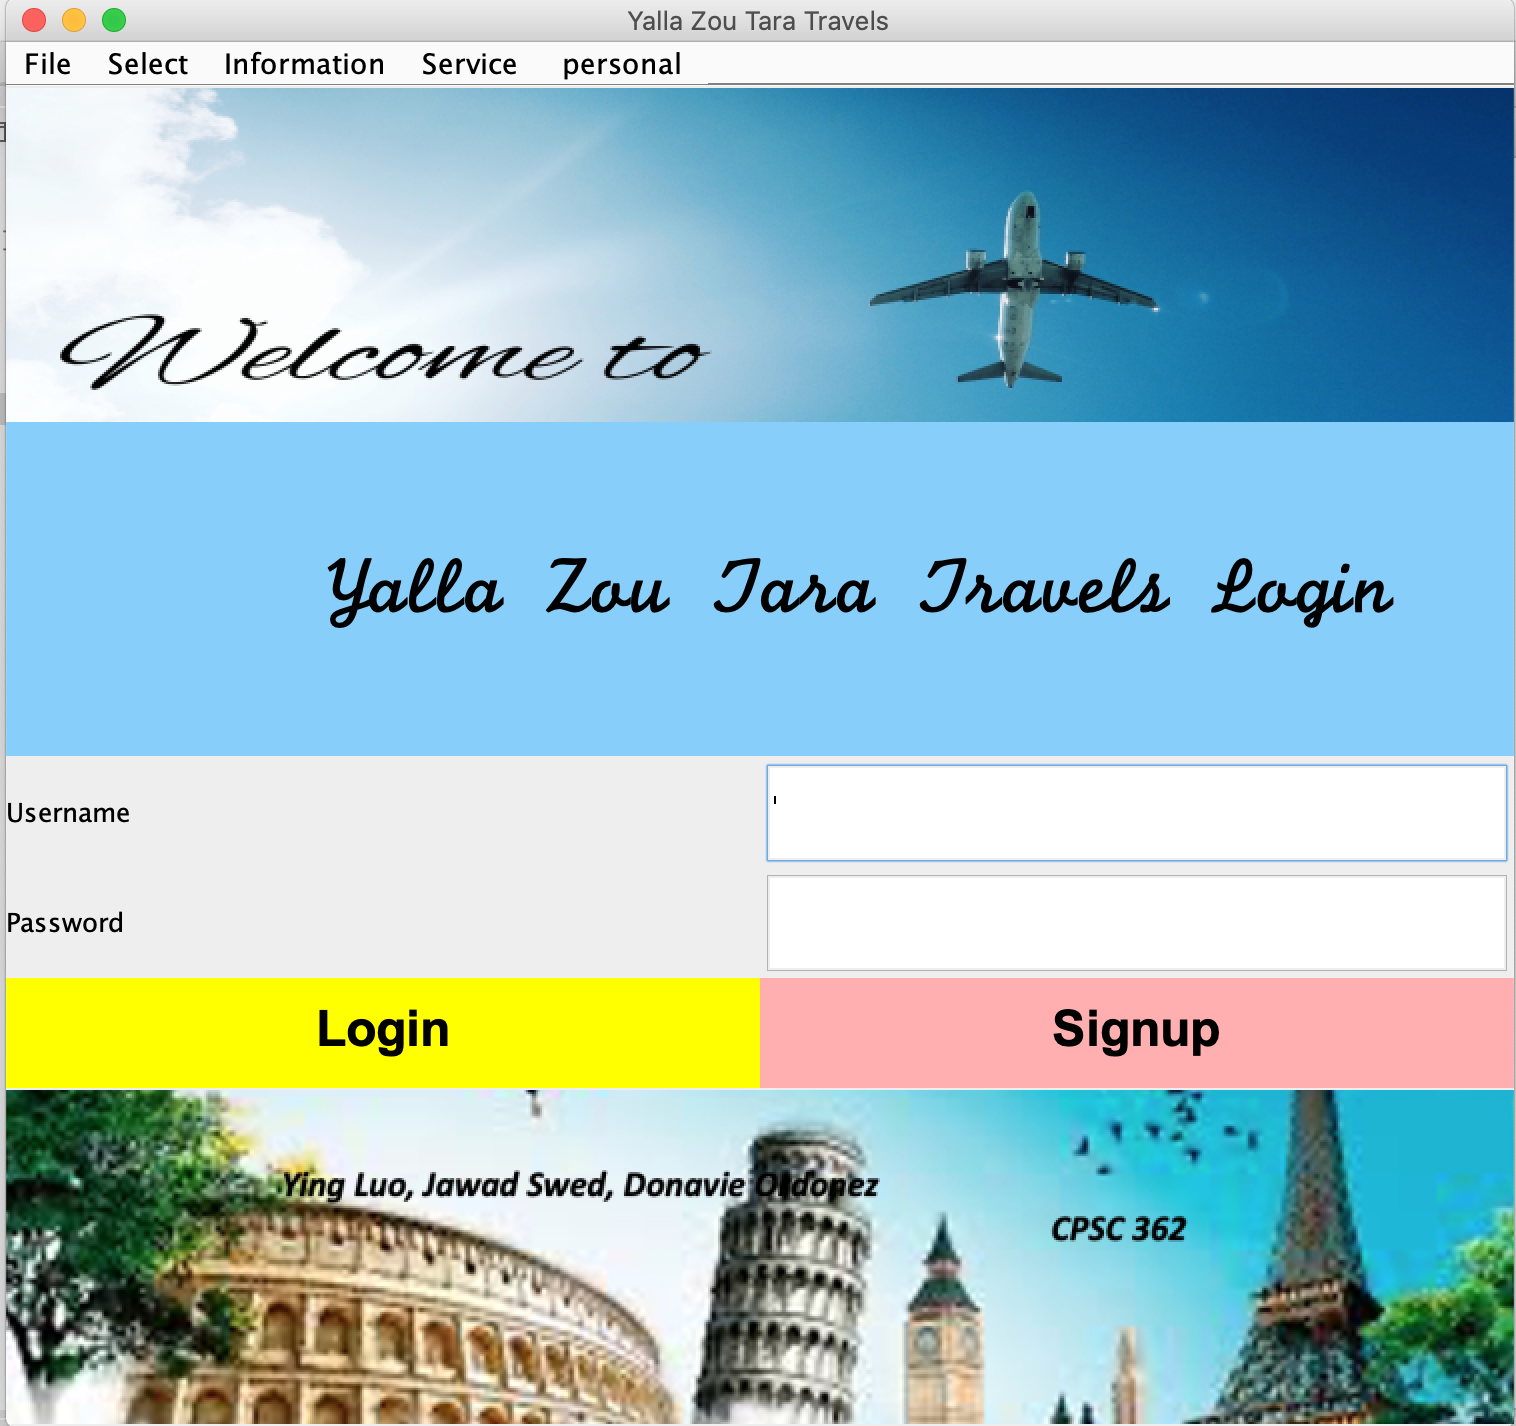 Yalla Zou Tara Travels
File Select Information Service personal
Welcome to
Yalla Zou Tara Travels Login
Username
Password
Login Signup
Ying Luo, Jawad Swed, Donavie Ordonez
CPSC 362